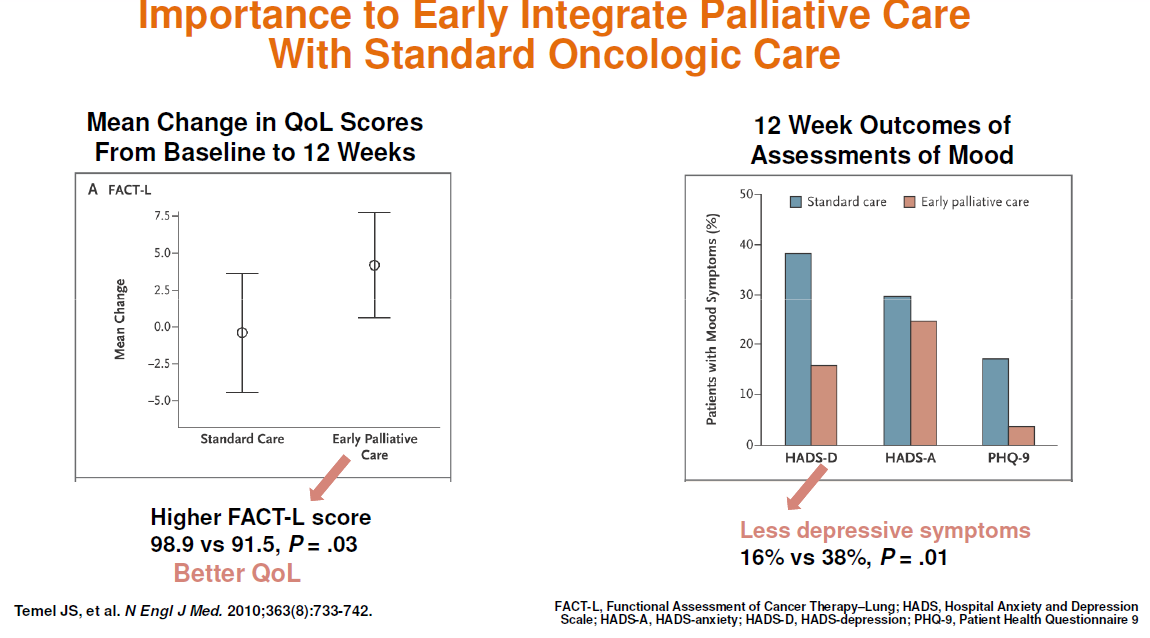 Importance to Early Integrate Palliative Care
With Standard Oncologic Care
Mean Change in QoL Scores
From Baseline to 12 Weeks
A FACT-L
Mean Change
7.5
5.0
2.5
0.0
–2.5
–5.0
Standard Care
Early Palliative
Care
Higher FACT-L score
98.9 vs 91.5, P = .03
Better QoL
12 Week Outcomes of
Assessments of Mood
Standard care
Early palliative care
Patients with Mood Symptoms (%)
50
40
30
20
10
0
HADS-D
HADS-A
PHQ-9
Less depressive symptoms
16% vs 38%, P = .01
Temel JS, et al. N Engl J Med. 2010;363(8):733-742.
FACT-L, Functional Assessment of Cancer Therapy–Lung; HADS, Hospital Anxiety and Depression
Scale; HADS-A, HADS-anxiety; HADS-D, HADS-depression; PHQ-9, Patient Health Questionnaire 9